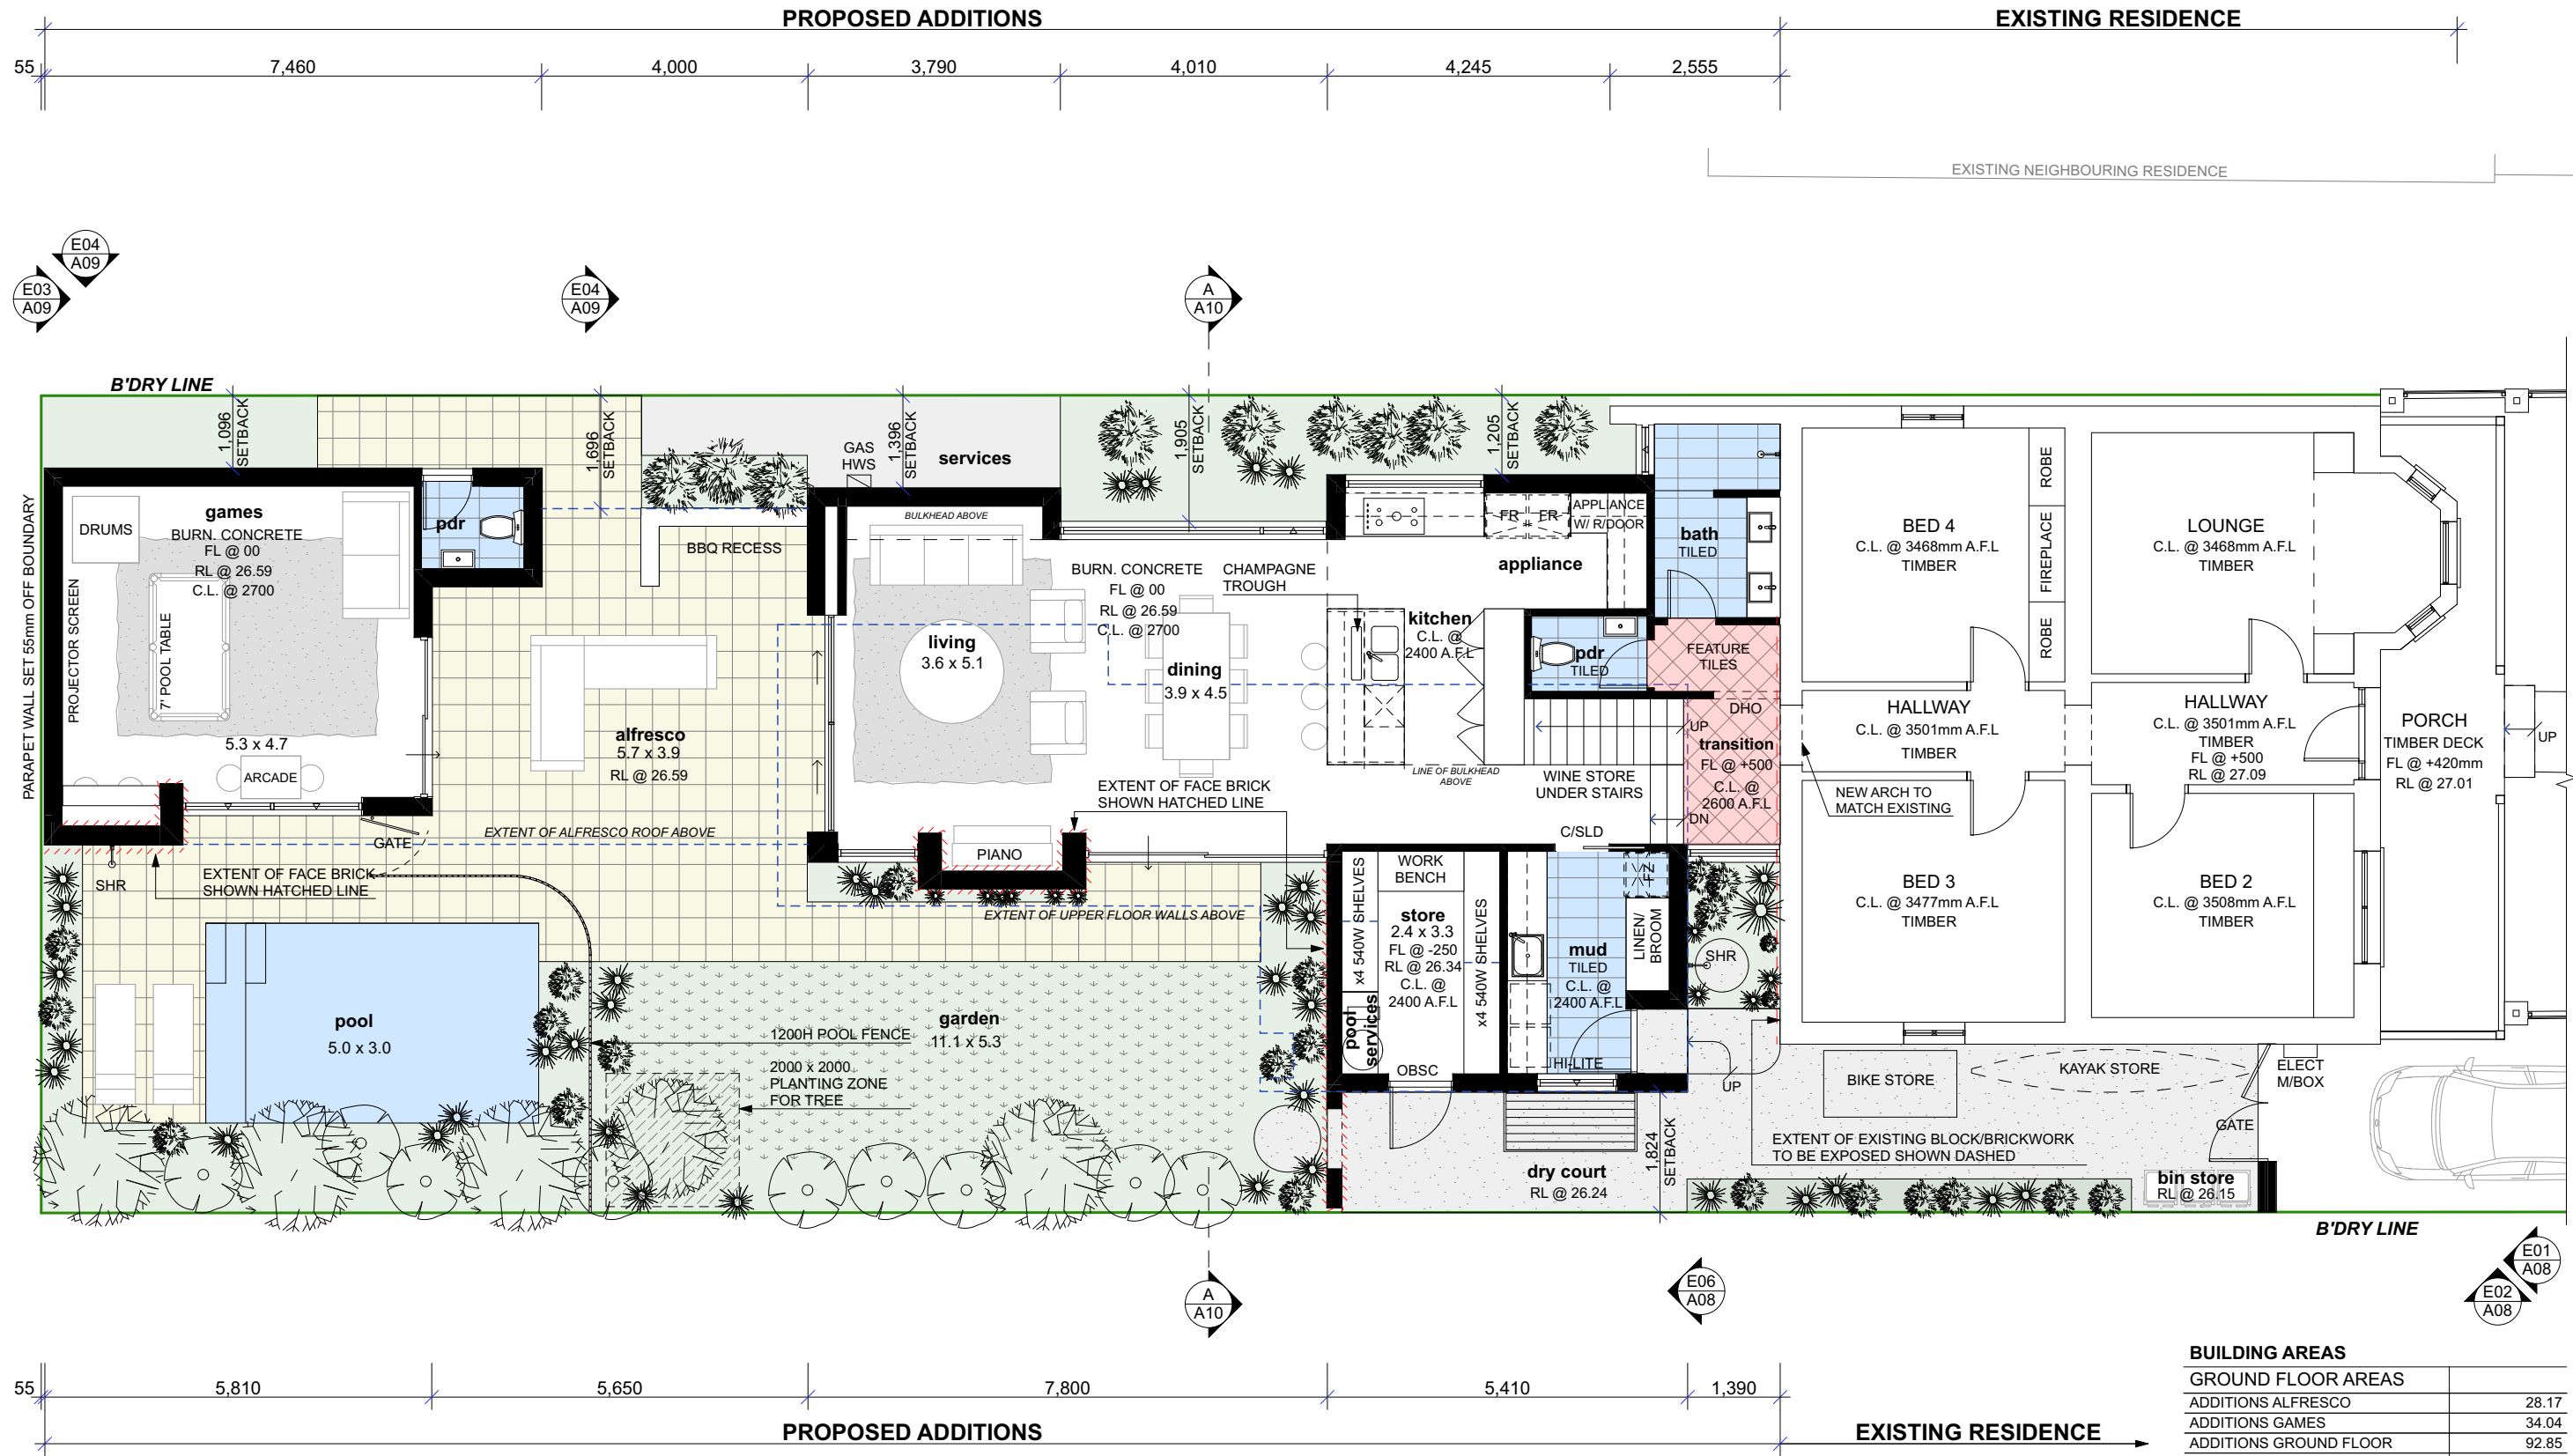 PROPOSED ADDITIONS
EXISTING RESIDENCE
55
7,460
4,000
3,790
4,010
4,245
2,555
EXISTING NEIGHBOURING RESIDENCE
E04
A09
E03
A09
E04
A09
A
A10
B'DRY LINE
1,096
SETBACK
1,696
SETBACK
1,396
SETBACK
1,905
SETBACK
1,205
SETBACK
GAS
HWS
services
PARAPET WALL SET 55mm OFF BOUNDARY
DRUMS
games
BURN. CONCRETE
FL @ 00
RL @ 26.59
C.L. @ 2700
PROJECTOR SCREEN
7' POOL TABLE
5.3 x 4.7
ARCADE
pdr
BBQ RECESS
BULKHEAD ABOVE
living
3.6 x 5.1
BURN. CONCRETE
FL @ 00
RL @ 26.59
C.L. @ 2700
dining
3.9 x 4.5
CHAMPAGNE
TROUGH
FR
FR
APPLIANCE
W/ R/DOOR
appliance
kitchen
C.L. @
2400 A.F.L
bath
TILED
pdr
TILED
FEATURE
TILES
DHO
UP
transition
FL @ +500
C.L. @
2600 A.F.L
DN
LINE OF BULKHEAD
ABOVE
WINE STORE
UNDER STAIRS
C/SLD
alfresco
5.7 x 3.9
RL @ 26.59
EXTENT OF ALFRESCO ROOF ABOVE
EXTENT OF FACE BRICK
SHOWN HATCHED LINE
PIANO
GATE
SHR
EXTENT OF FACE BRICK
SHOWN HATCHED LINE
EXTENT OF UPPER FLOOR WALLS ABOVE
BED 4
C.L. @ 3468mm A.F.L
TIMBER
ROBE
FIREPLACE
ROBE
LOUNGE
C.L. @ 3468mm A.F.L
TIMBER
HALLWAY
C.L. @ 3501mm A.F.L
TIMBER
HALLWAY
C.L. @ 3501mm A.F.L
TIMBER
FL @ +500
RL @ 27.09
PORCH
TIMBER DECK
FL @ +420mm
RL @ 27.01
UP
NEW ARCH TO
MATCH EXISTING
BED 3
C.L. @ 3477mm A.F.L
TIMBER
BED 2
C.L. @ 3508mm A.F.L
TIMBER
x4 540W SHELVES
WORK
BENCH
store
2.4 x 3.3
FL @ -250
RL @ 26.34
C.L. @
2400 A.F.L
x4 540W SHELVES
pool
services
OBSC
FZ
LINEN/
BROOM
mud
TILED
C.L. @
2400 A.F.L
HI-LITE
SHR
UP
pool
5.0 x 3.0
garden
11.1 x 5.3
1200H POOL FENCE
2000 x 2000
PLANTING ZONE
FOR TREE
BIKE STORE
KAYAK STORE
ELECT
M/BOX
GATE
EXTENT OF EXISTING BLOCK/BRICKWORK
TO BE EXPOSED SHOWN DASHED
dry court
RL @ 26.24
1,824
SETBACK
bin store
RL @ 26.15
B'DRY LINE
A
A10
E06
A08
E01
A08
E02
A08
55
5,810
5,650
7,800
5,410
1,390
PROPOSED ADDITIONS
EXISTING RESIDENCE
BUILDING AREAS
GROUND FLOOR AREAS
ADDITIONS ALFRESCO 28.17
ADDITIONS GAMES 34.04
ADDITIONS GROUND FLOOR 92.85